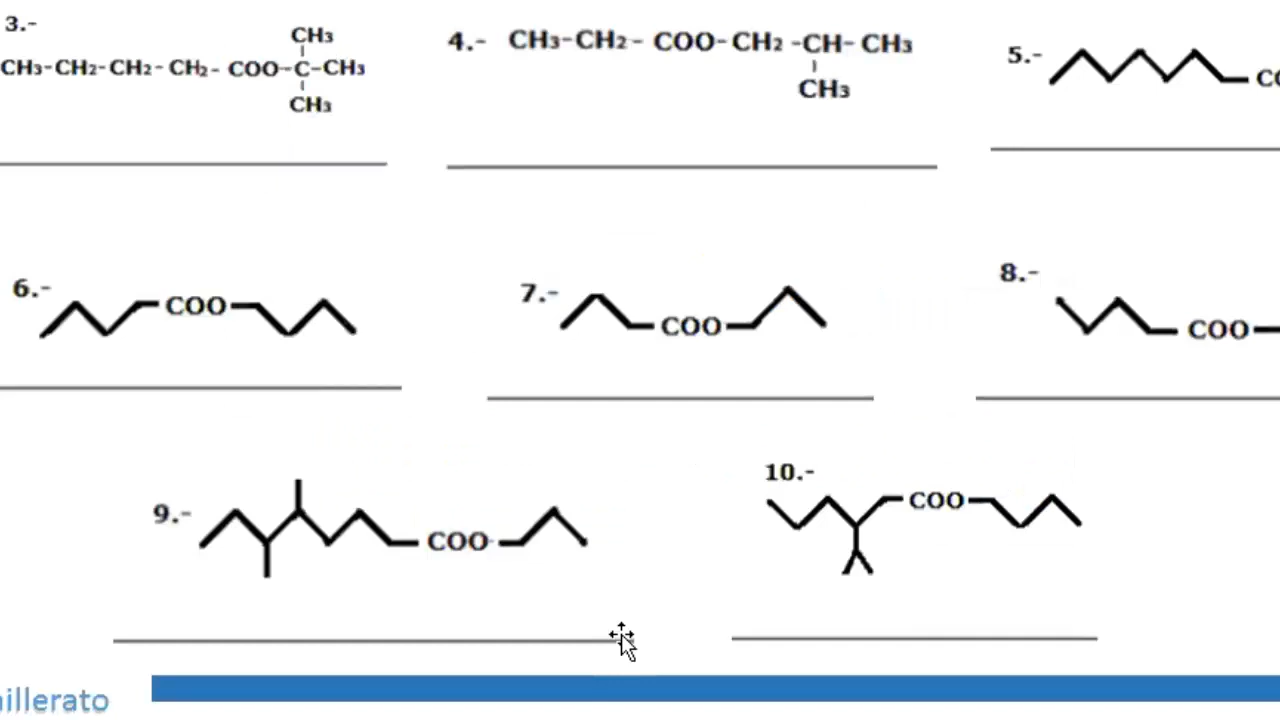 3.-
CH3
CH3-CH2-CH2- CH2- COO-C-CH3
CH3
4.- CH3-CH2- COO-CH2 -CH- CH3
CH3
5.-
6.- COO
7.- COO
8.- COO
9.- COO
10.- COO